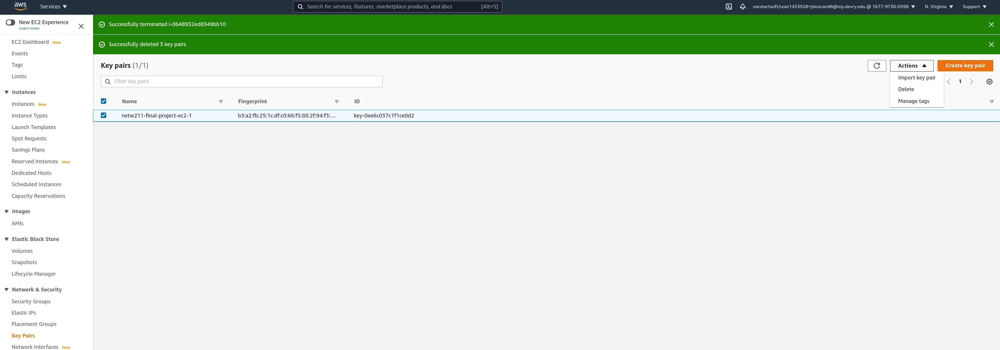 aws
Services
Search for services, features, marketplace products, and docs [Alt+S]
vocstartsoft/user1433928=jduncan46@my.devry.edu @ 1677-9730-0398
N. Virginia
Support
New EC2 Experience
Learn more
EC2 Dashboard New
Events
Tags
Limits
Instances
Instances New
Instance Types
Launch Templates
Spot Requests
Savings Plans
Reserved Instances New
Dedicated Hosts
Scheduled Instances
Capacity Reservations
Images
AMIs
Elastic Block Store
Volumes
Snapshots
Lifecycle Manager
Network & Security
Security Groups
Elastic IPs
Placement Groups
Key Pairs
Network Interfaces New
Successfully terminated i-0648932ed8349bb10
Successfully deleted 3 key pairs
Key pairs (1/1)
Actions
Create key pair
Import key pair
Delete
Manage tags
Filter key pairs
1
Name Fingerprint ID
netw211-final-project-ec2-1 b3:a2:fb:25:1c:df:c0:66:f5:88:2f:94:f3:... key-0ee6c037c1f1ce0d2